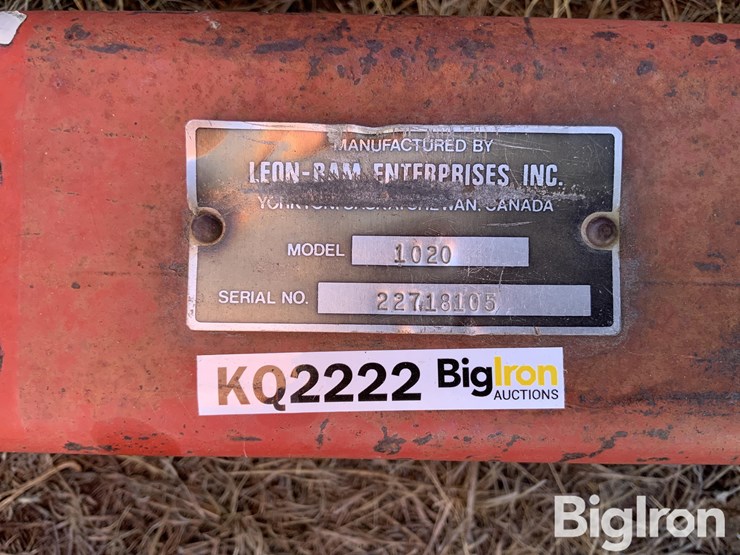 MANUFACTURED BY
LEON-RAM ENTERPRISES INC.
YORKTON, SASKATCHEWAN, CANADA
MODEL 1020
SERIAL NO. 22718105
KQ2222 BigIron
AUCTIONS
BigIron